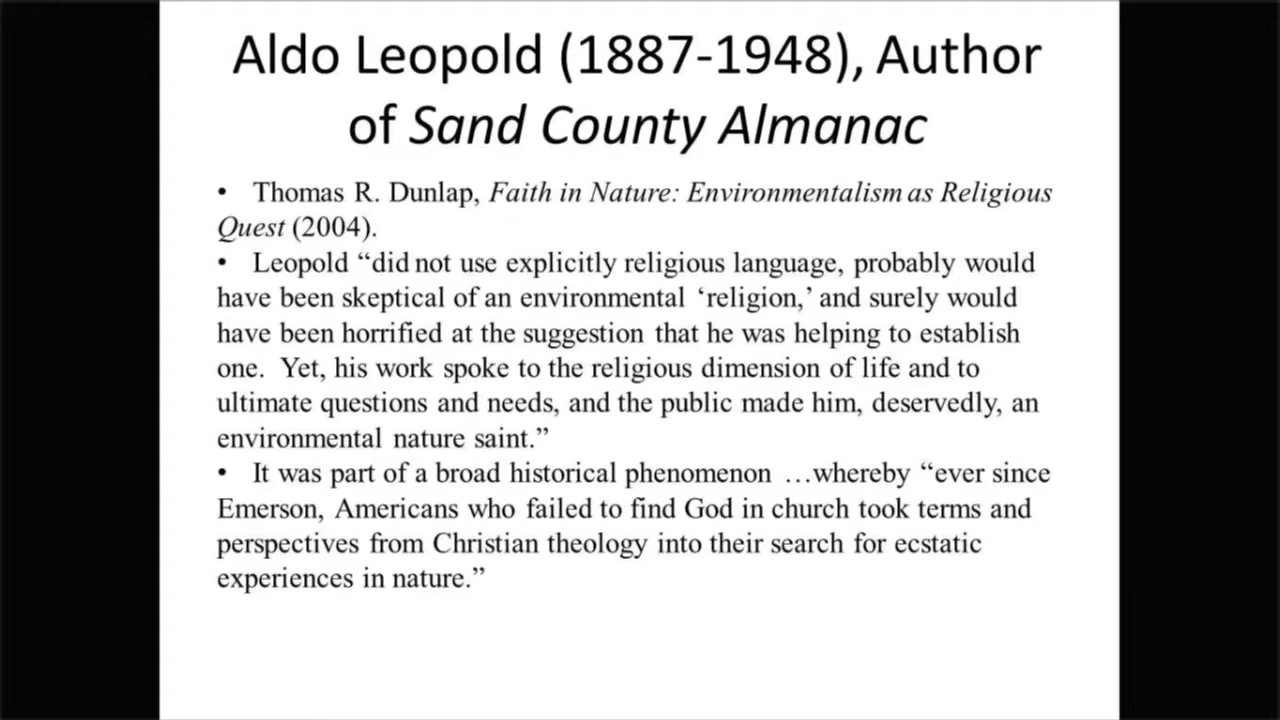 Aldo Leopold (1887-1948), Author
of Sand County Almanac
• Thomas R. Dunlap, Faith in Nature: Environmentalism as Religious
Quest (2004).
• Leopold “did not use explicitly religious language, probably would
have been skeptical of an environmental ‘religion,’ and surely would
have been horrified at the suggestion that he was helping to establish
one.  Yet, his work spoke to the religious dimension of life and to
ultimate questions and needs, and the public made him, deservedly, an
environmental nature saint.”
• It was part of a broad historical phenomenon …whereby “ever since
Emerson, Americans who failed to find God in church took terms and
perspectives from Christian theology into their search for ecstatic
experiences in nature.”